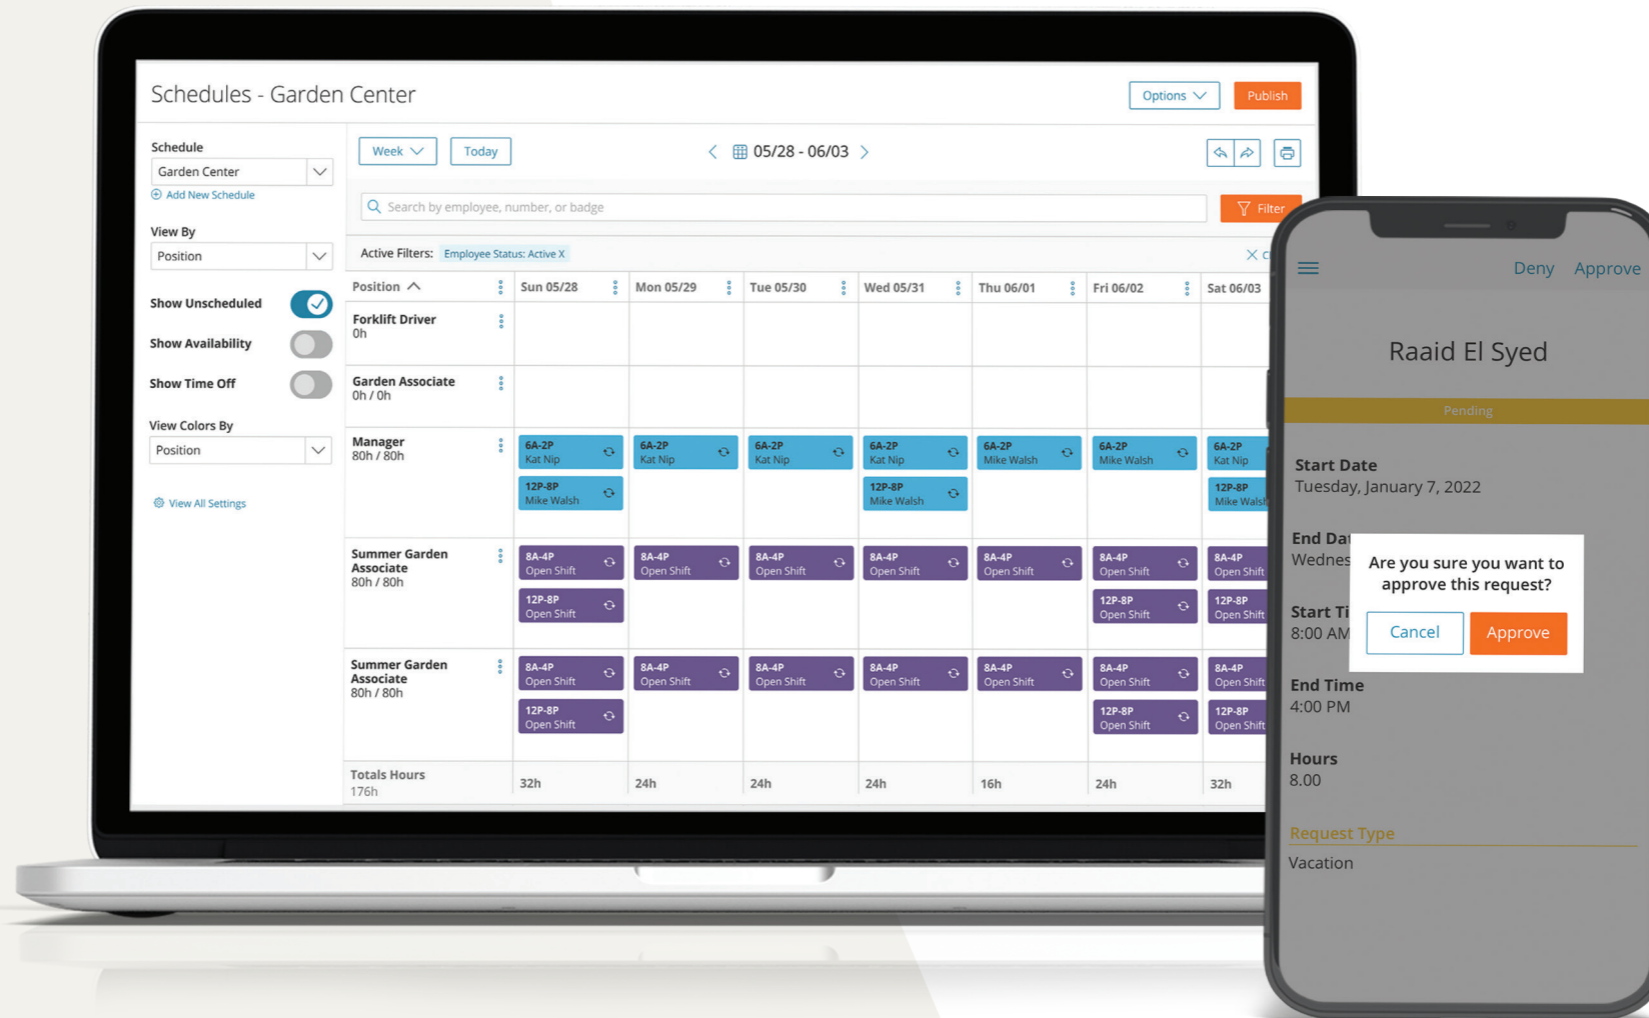 Schedules - Garden Center
Options
Publish
Schedule
Garden Center
Add New Schedule
View By
Position
Show Unscheduled
Show Availability
Show Time Off
View Colors By
Position
View All Settings
Week
Today
05/28 - 06/03
Search by employee, number, or badge
Filter
Active Filters: Employee Status: Active X
Position Sun 05/28 Mon 05/29 Tue 05/30 Wed 05/31 Thu 06/01 Fri 06/02 Sat 06/03
Forklift Driver
0h
Garden Associate
0h / 0h
Manager
80h / 80h
6A-2P 6A-2P 6A-2P 6A-2P 6A-2P 6A-2P 6A-2P
Kat Nip Kat Nip Kat Nip Kat Nip Mike Walsh Mike Walsh Kat Nip
12P-8P 12P-8P 12P-8P
Mike Walsh Mike Walsh Mike Walsh
Summer Garden
Associate
80h / 80h
8A-4P 8A-4P 8A-4P 8A-4P 8A-4P 8A-4P 8A-4P
Open Shift Open Shift Open Shift Open Shift Open Shift Open Shift Open Shift
12P-8P 12P-8P 12P-8P
Open Shift Open Shift Open Shift
Summer Garden
Associate
80h / 80h
8A-4P 8A-4P 8A-4P 8A-4P 8A-4P 8A-4P 8A-4P
Open Shift Open Shift Open Shift Open Shift Open Shift Open Shift Open Shift
12P-8P 12P-8P 12P-8P
Open Shift Open Shift Open Shift
Totals Hours
176h
32h 24h 24h 24h 16h 24h 32h
Deny Approve
Raaid El Syed
Pending
Start Date
Tuesday, January 7, 2022
End Dat
Wednes
Are you sure you want to
approve this request?
Cancel Approve
Start Ti
8:00 AM
End Time
4:00 PM
Hours
8.00
Request Type
Vacation